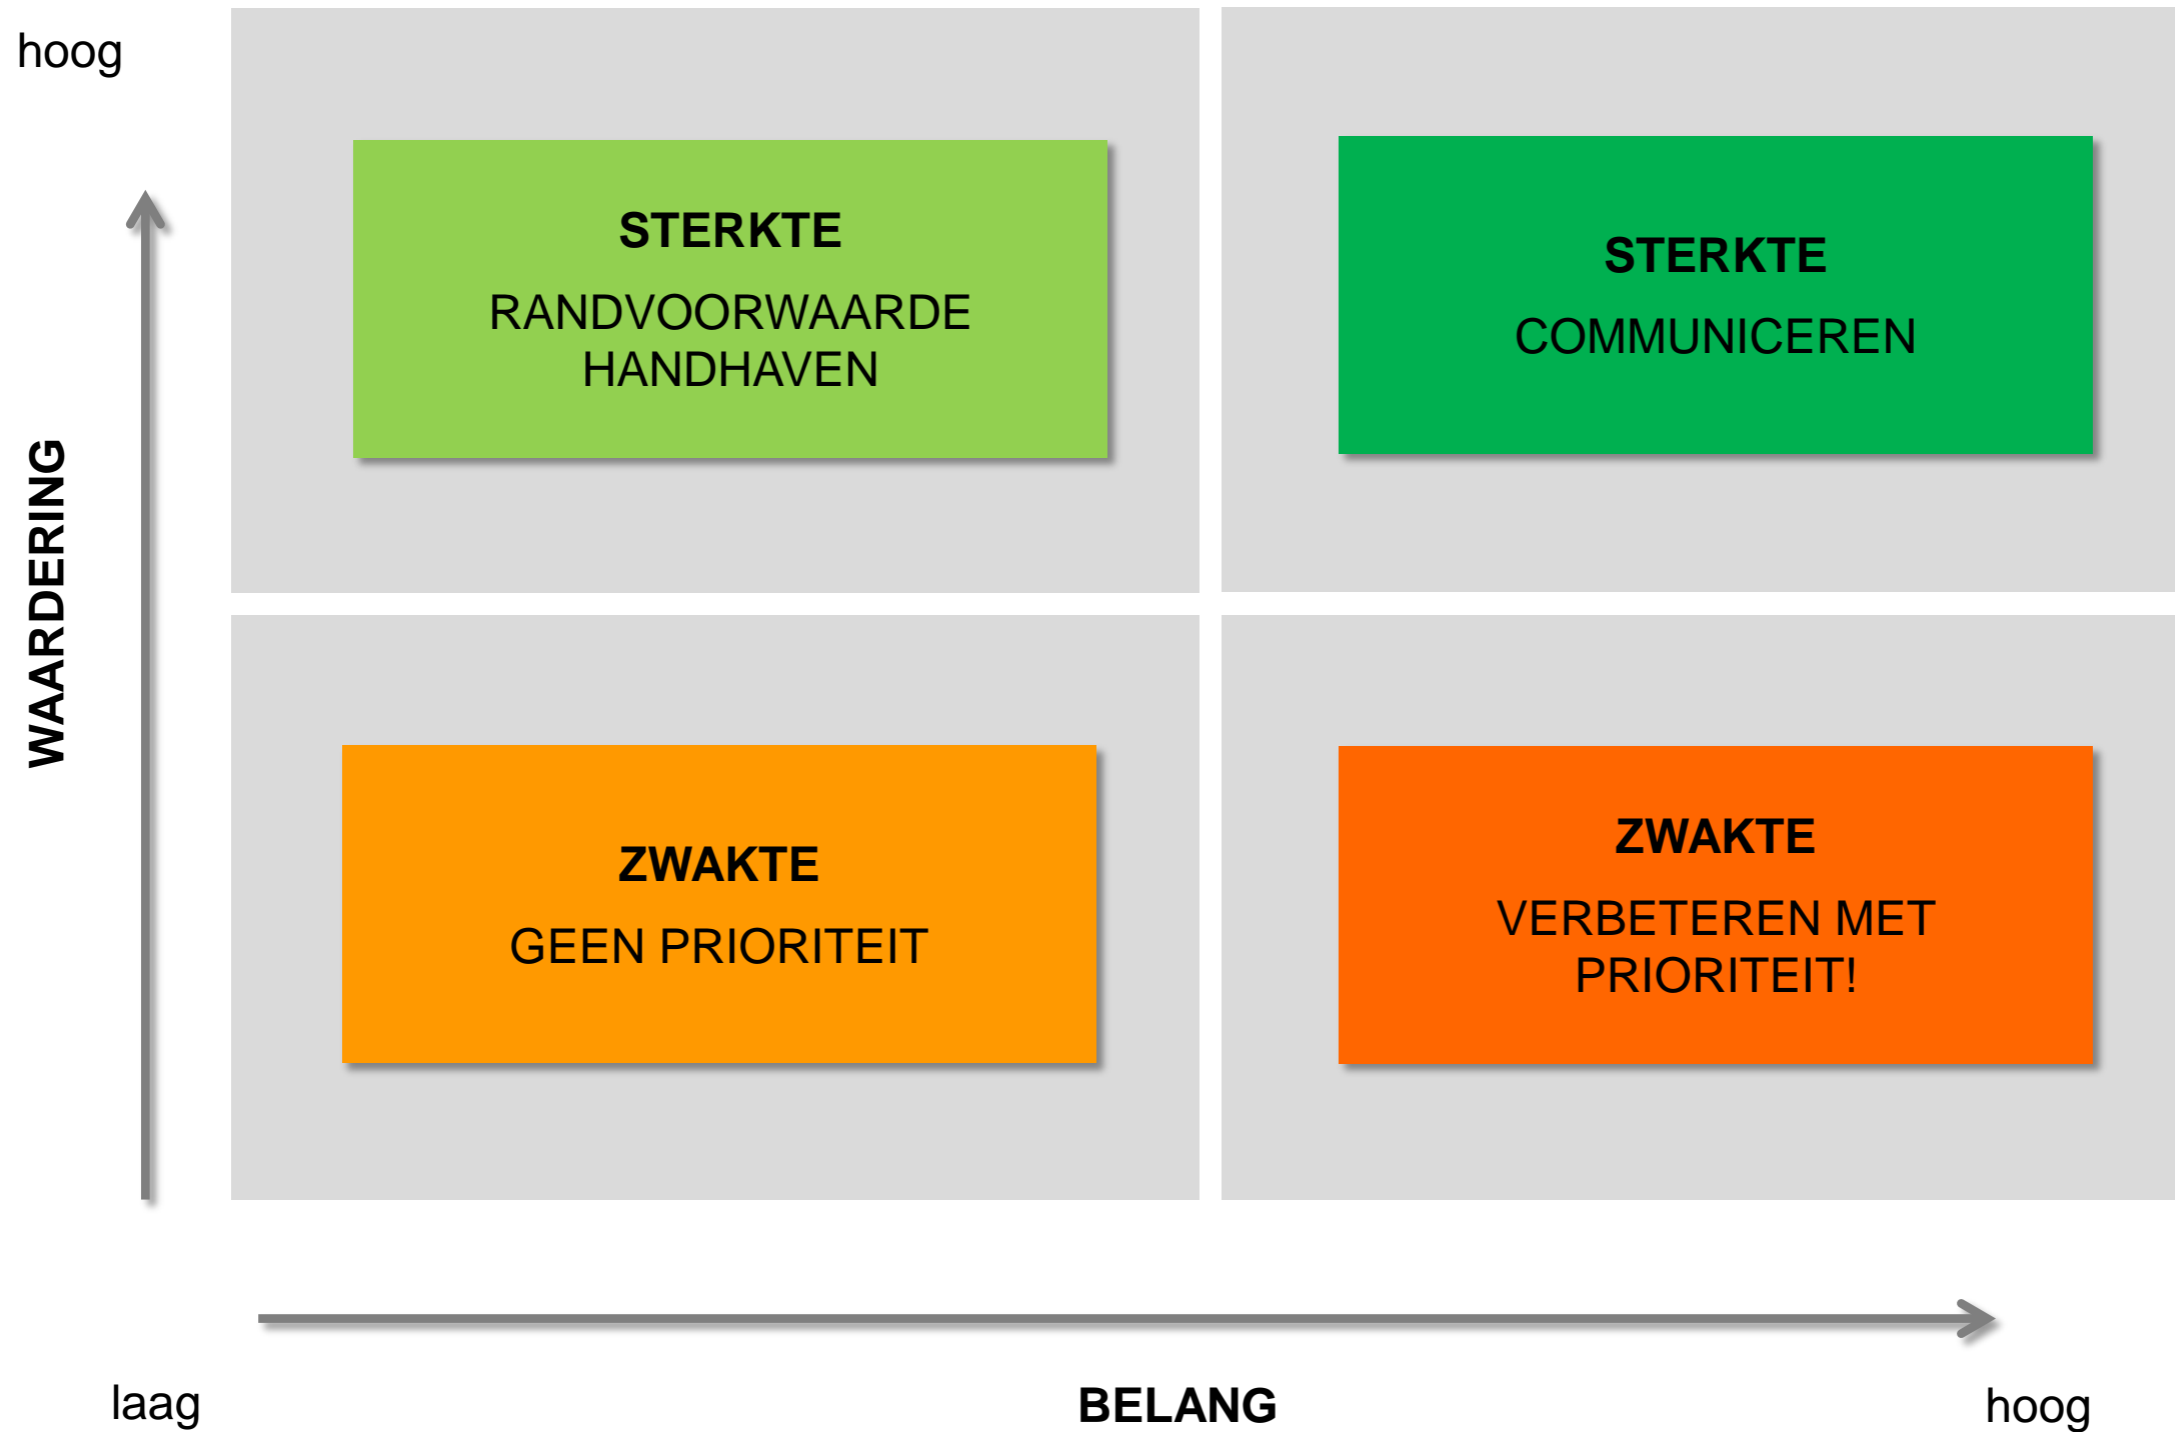 hoog
STERKTE
RANDVOORWAARDE
HANDHAVEN
STERKTE
COMMUNICEREN
WAARDERING
ZWAKTE
GEEN PRIORITEIT
ZWAKTE
VERBETEREN MET
PRIORITEIT!
laag
BELANG
hoog